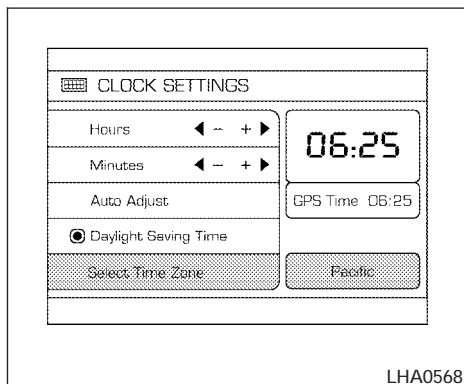 CLOCK SETTINGS
Hours - +
Minutes - +
Auto Adjust
Daylight Saving Time
Select Time Zone
06:25
GPS Time 06:25
Pacific
LHA0568